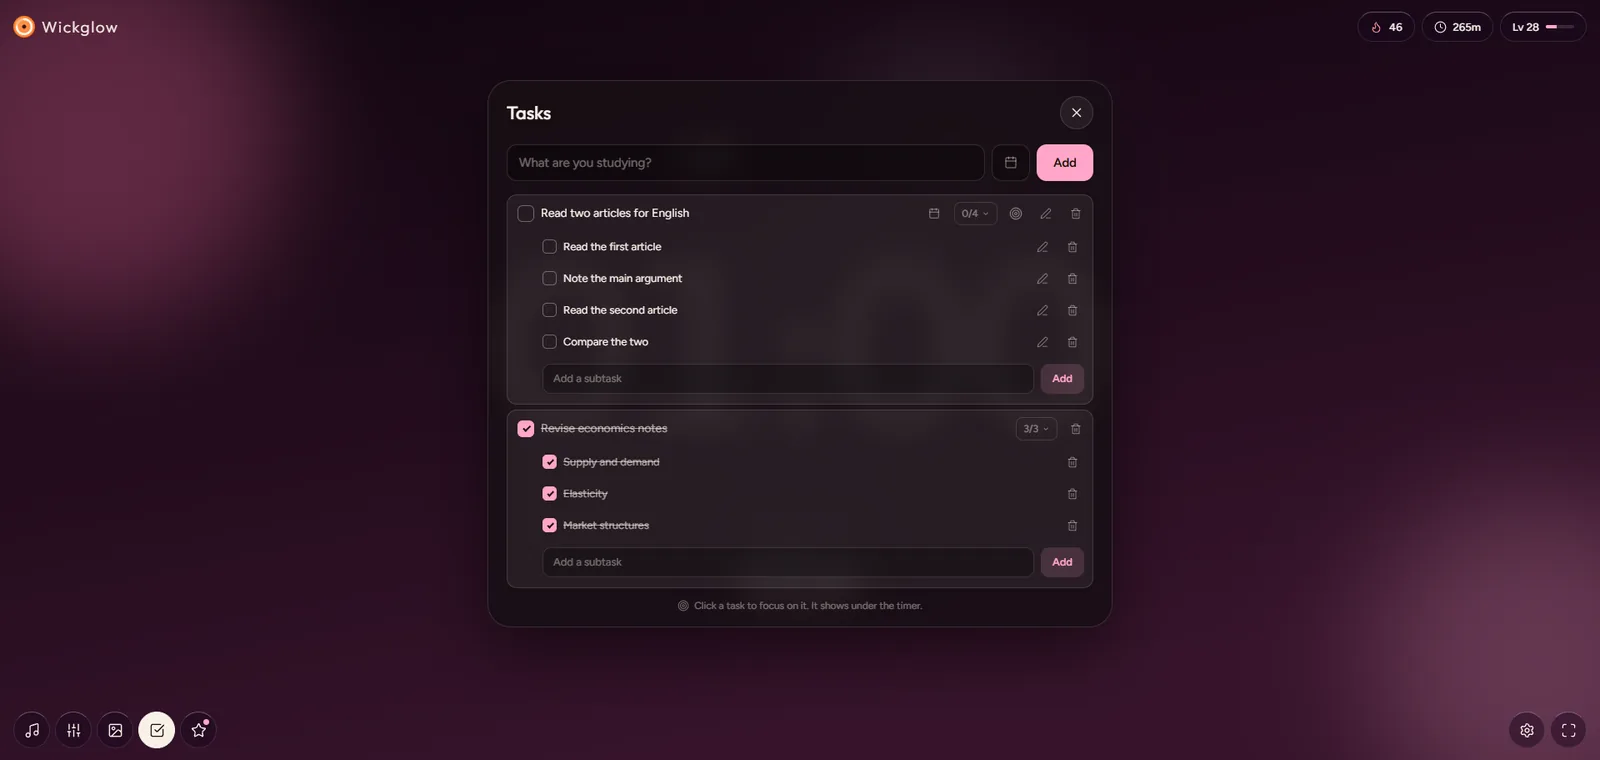 Wickglow
46
265m
Lv 28
Tasks
What are you studying?
Add
Read two articles for English
0/4
Read the first article
Note the main argument
Read the second article
Compare the two
Add a subtask
Add
Revise economics notes
3/3
Supply and demand
Elasticity
Market structures
Add a subtask
Add
Click a task to focus on it. It shows under the timer.